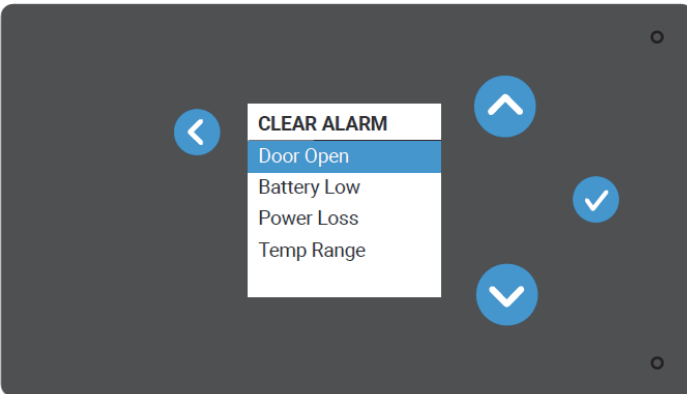 CLEAR ALARM
Door Open
Battery Low
Power Loss
Temp Range